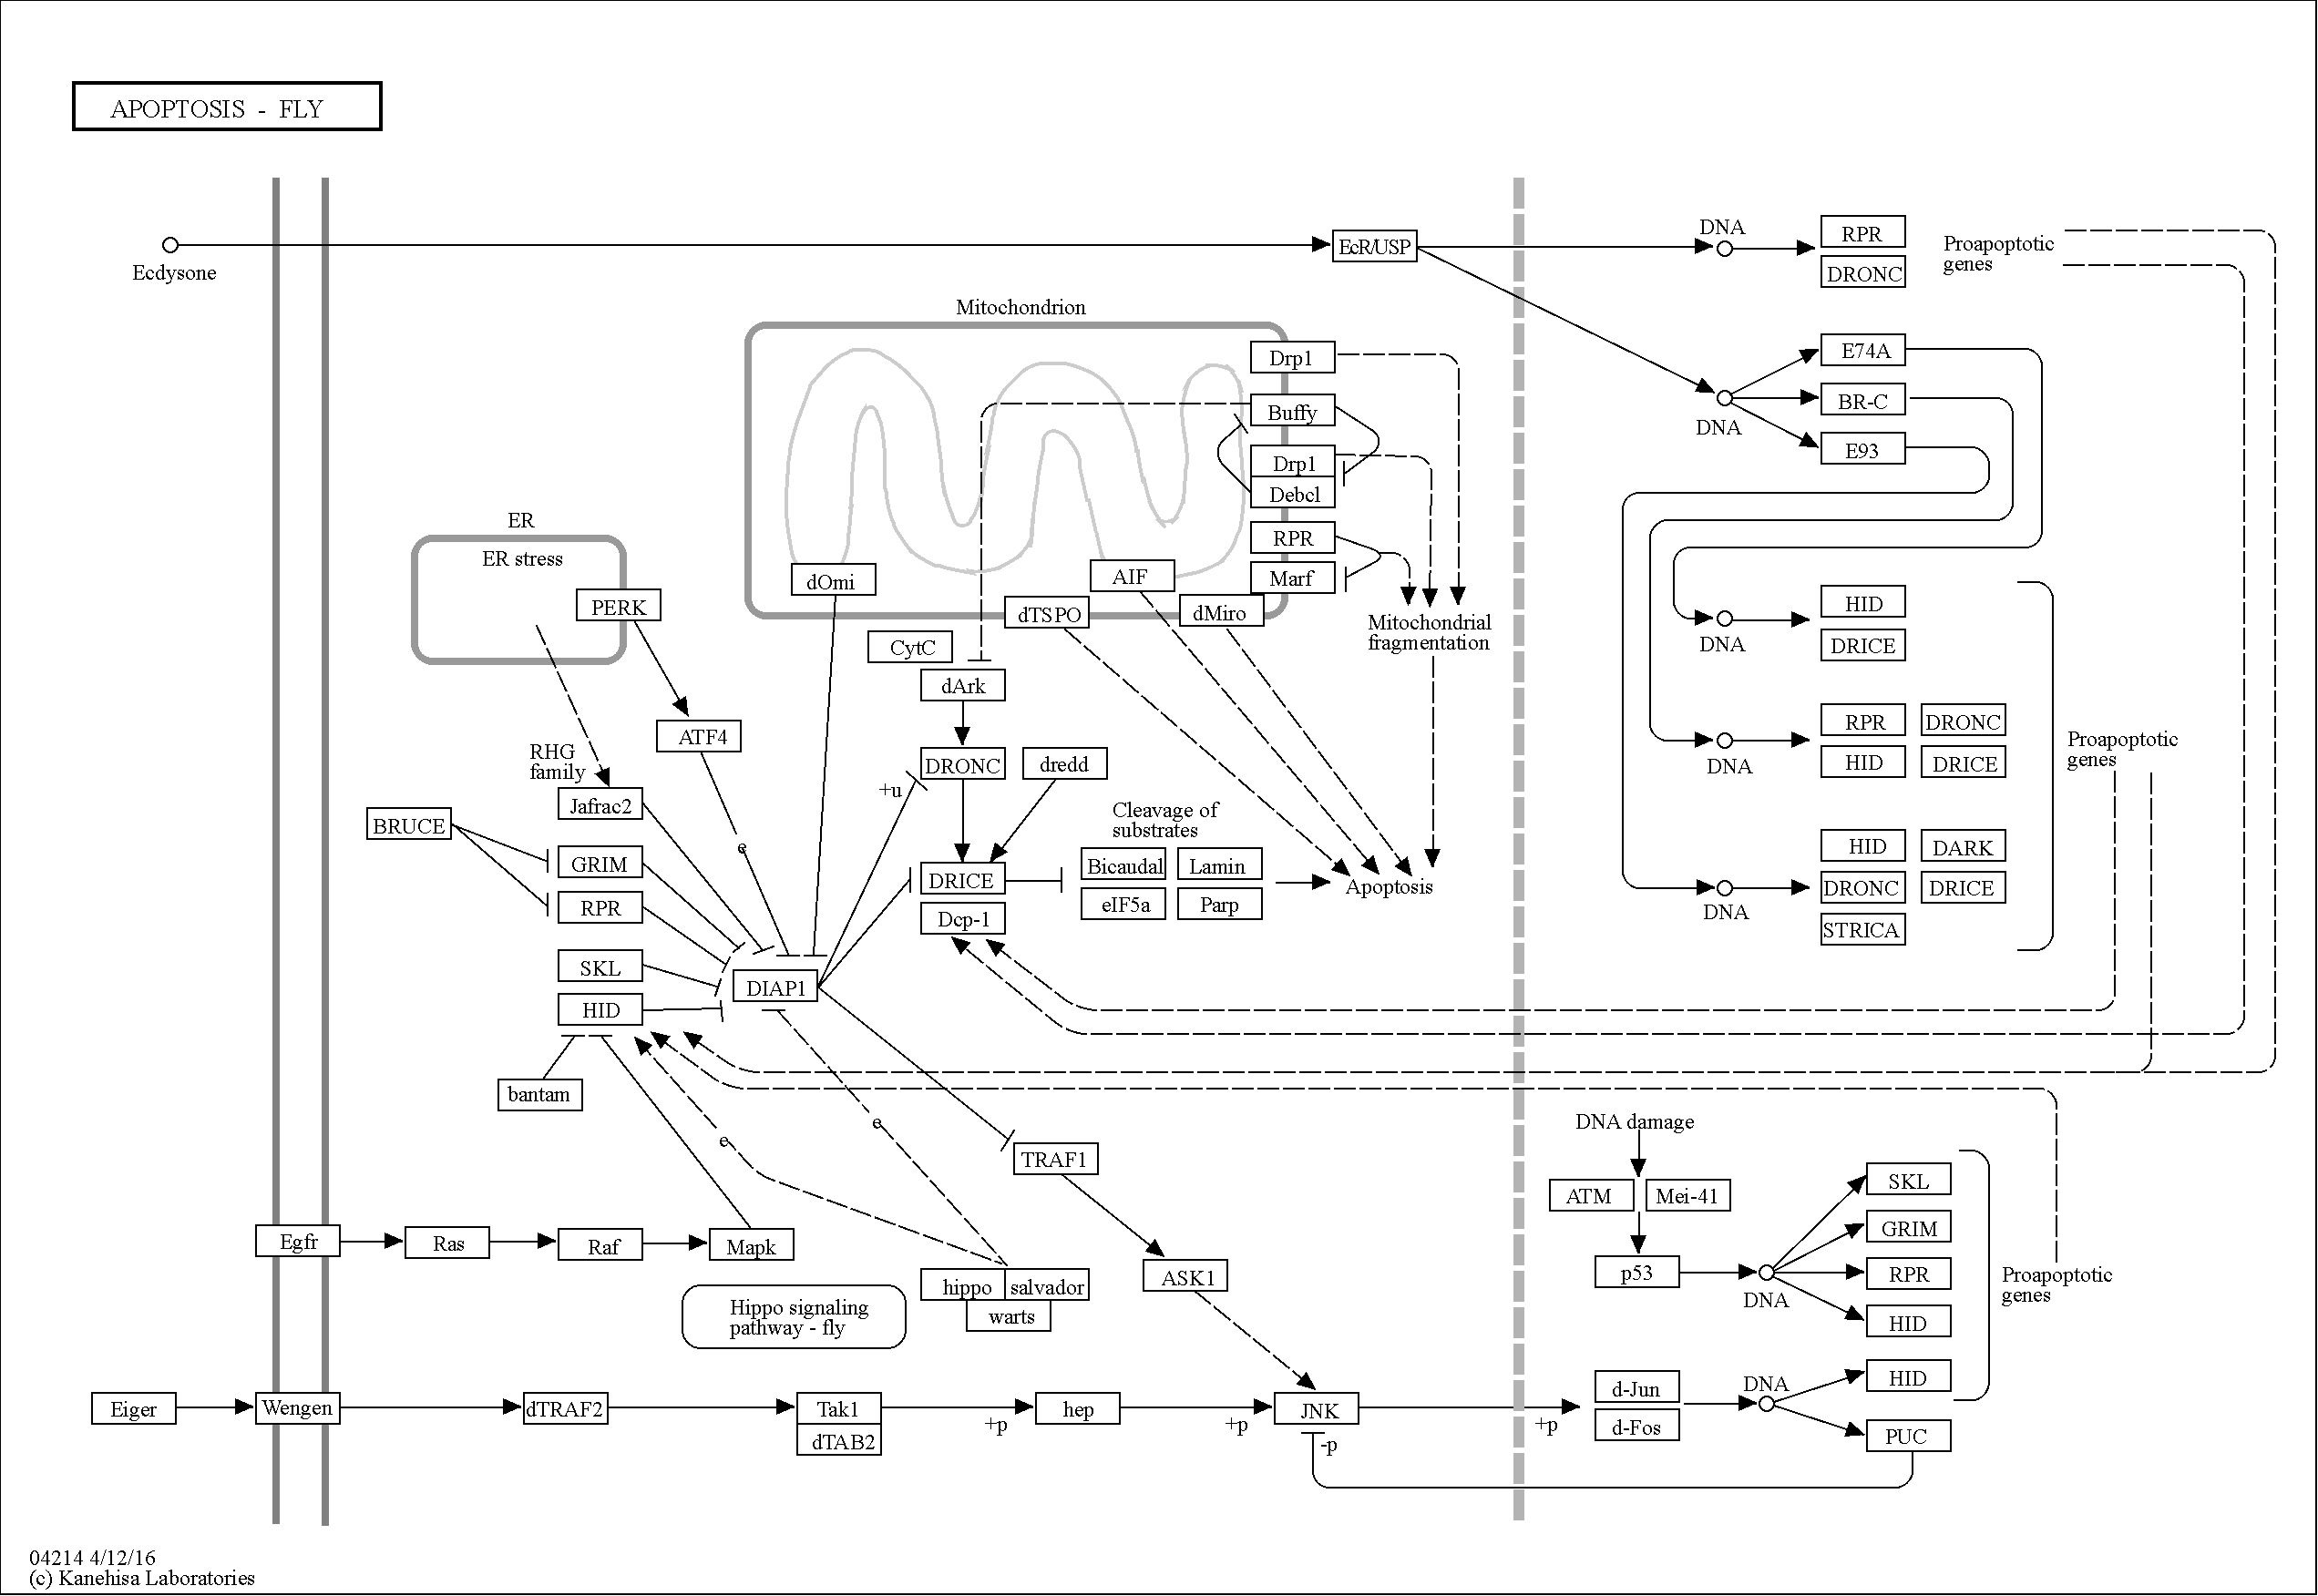 APOPTOSIS - FLY
Ecdysone
EcR/USP
DNA
RPR
DRONC
Proapoptotic
genes
Mitochondrion
Drp1
Buffy
Drp1
Debcl
RPR
Marf
E74A
BR-C
E93
DNA
ER
ER stress
PERK
dOmi
AIF
dTSPO
dMiro
Mitochondrial
fragmentation
CytC
dArk
ATF4
DRONC
dredd
RHG
family
Jafrac2
+u
BRUCE
GRIM
RPR
SKL
HID
e
DIAP1
DRICE
Dcp-1
Cleavage of
substrates
Bicaudal
Lamin
eIF5a
Parp
Apoptosis
DNA
HID
DRICE
DNA
RPR
DRONC
HID
DRICE
Proapoptotic
genes
DNA
HID
DARK
DRONC
DRICE
STRICA
bantam
e
e
TRAF1
DNA damage
ATM
Mei-41
p53
DNA
SKL
GRIM
RPR
HID
Proapoptotic
genes
Egfr
Ras
Raf
Mapk
hippo
salvador
warts
ASK1
Hippo signaling
pathway - fly
Eiger
Wengen
dTRAF2
Tak1
dTAB2
+p
hep
+p
JNK
-p
+p
d-Jun
d-Fos
DNA
HID
PUC
04214 4/12/16
(c) Kanehisa Laboratories